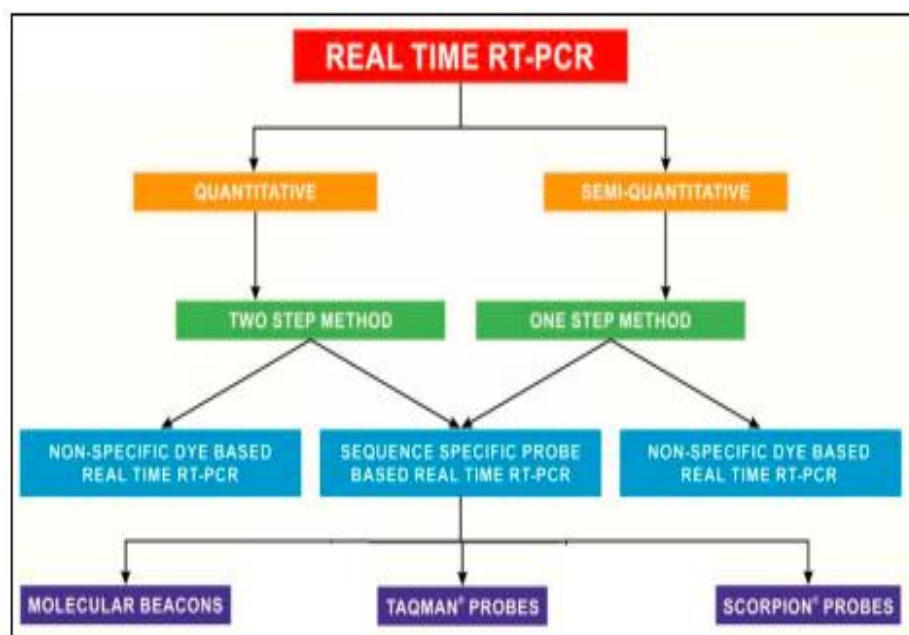 REAL TIME RT-PCR
QUANTITATIVE
SEMI-QUANTITATIVE
TWO STEP METHOD
ONE STEP METHOD
NON-SPECIFIC DYE BASED
REAL TIME RT-PCR
SEQUENCE SPECIFIC PROBE
BASED REAL TIME RT-PCR
NON-SPECIFIC DYE BASED
REAL TIME RT-PCR
MOLECULAR BEACONS
TAQMAN® PROBES
SCORPION® PROBES